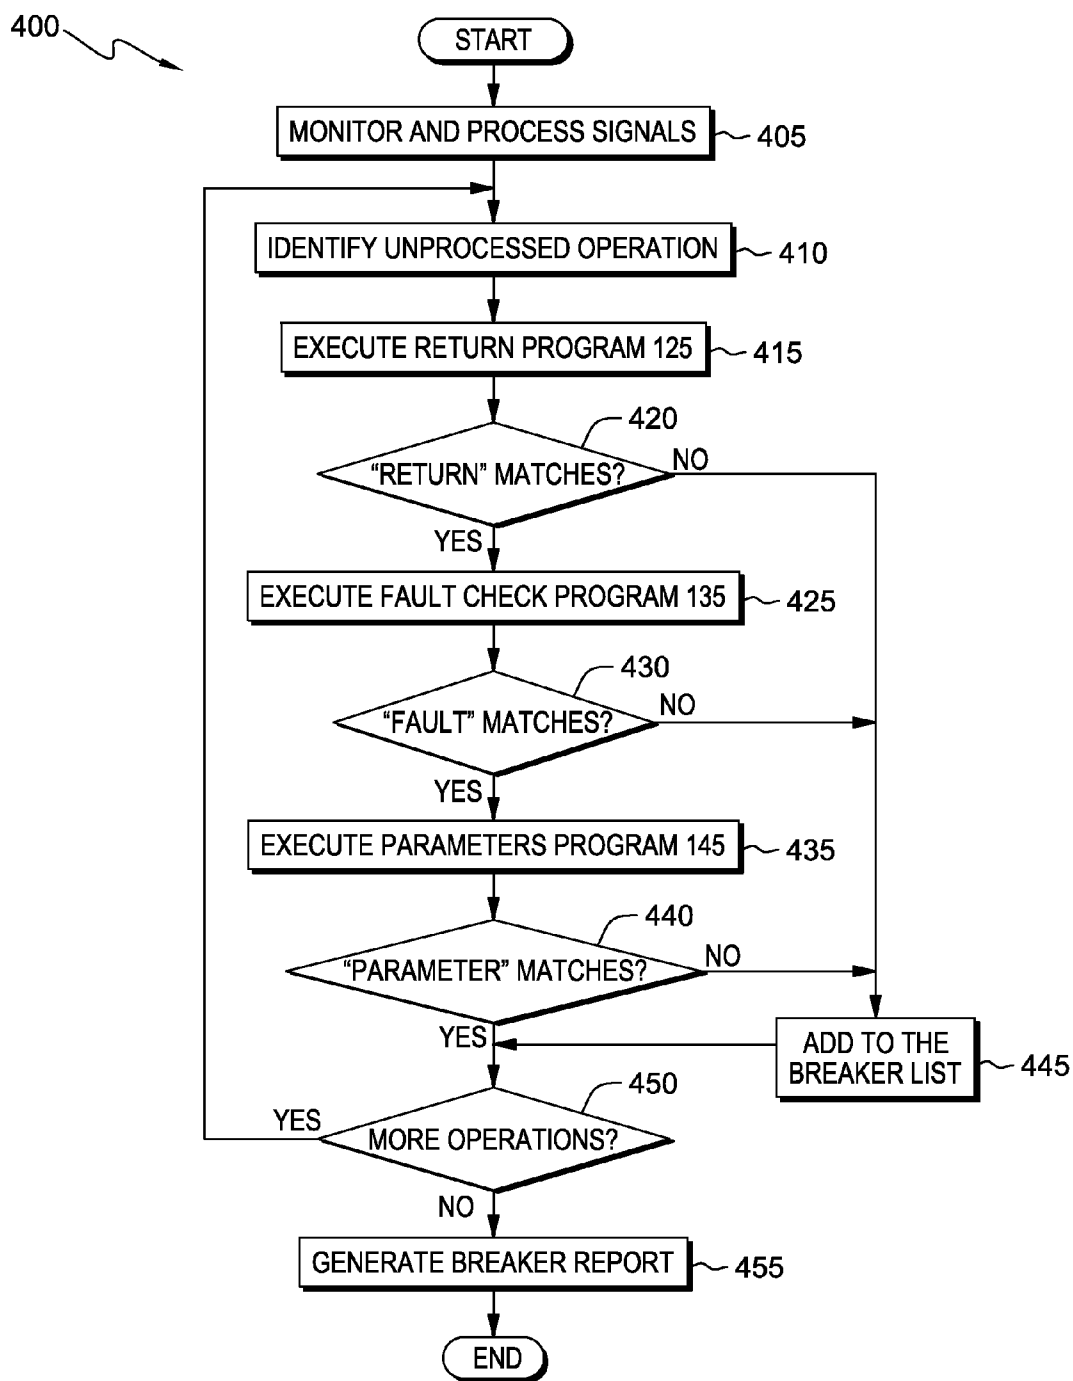 400
START
MONITOR AND PROCESS SIGNALS
405
IDENTIFY UNPROCESSED OPERATION
410
EXECUTE RETURN PROGRAM 125
415
420
“RETURN” MATCHES?
NO
YES
EXECUTE FAULT CHECK PROGRAM 135
425
430
“FAULT” MATCHES?
NO
YES
EXECUTE PARAMETERS PROGRAM 145
435
440
“PARAMETER” MATCHES?
NO
YES
ADD TO THE
BREAKER LIST
445
450
YES
MORE OPERATIONS?
NO
GENERATE BREAKER REPORT
455
END